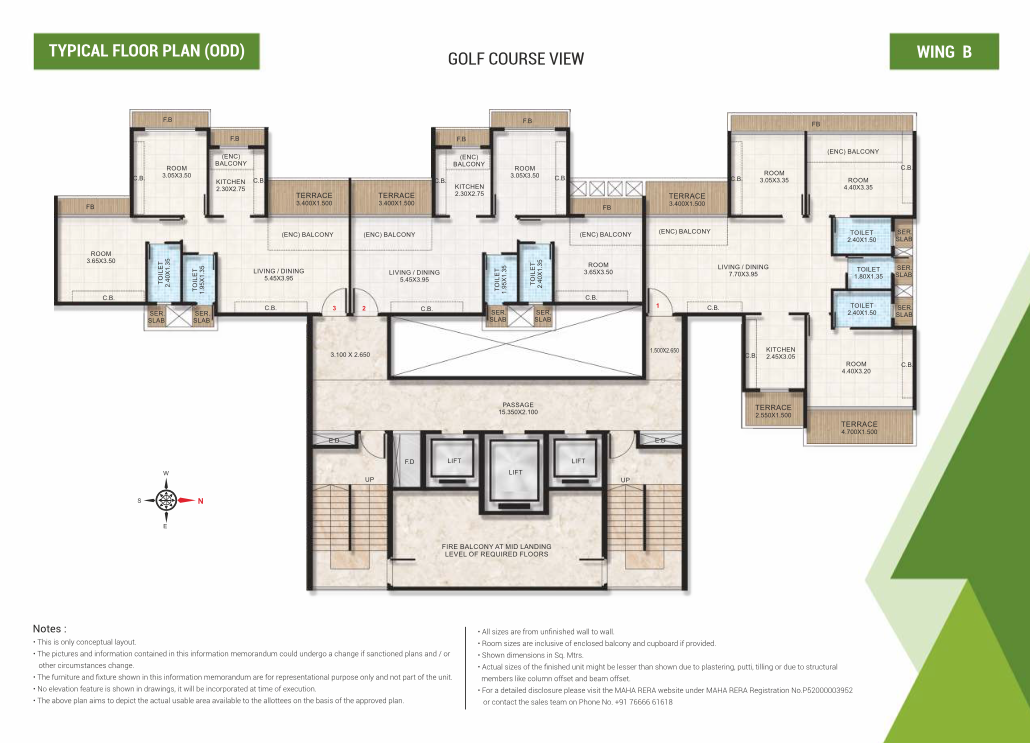 TYPICAL FLOOR PLAN (ODD)
GOLF COURSE VIEW
WING B
F.B
F.B
F.B
F.B.
FB.
(ENC)
BALCONY
(ENC)
BALCONY
(ENC) BALCONY
ROOM
3.05X3.50
C.B.
KITCHEN
2.30X2.75
C.B.
C.B.
KITCHEN
2.30X2.75
ROOM
3.05X3.50
C.B.
C.B.
ROOM
3.05X3.35
ROOM
4.40X3.35
C.B.
TERRACE
3.400X1.500
TERRACE
3.400X1.500
TERRACE
3.400X1.500
FB
FB
(ENC) BALCONY
(ENC) BALCONY
(ENC) BALCONY
(ENC) BALCONY
TOILET
2.40X1.50
SER.
SLAB
ROOM
3.65X3.50
TOILET
2.40X1.35
TOILET
1.95X1.35
LIVING / DINING
5.45X3.95
LIVING / DINING
5.45X3.95
TOILET
1.95X1.35
TOILET
2.40X1.35
ROOM
3.65X3.50
LIVING / DINING
7.70X3.95
TOILET
1.80X1.35
SER.
SLAB
C.B.
C.B.
3
2
C.B.
C.B.
1
C.B.
TOILET
2.40X1.50
SER.
SLAB
SER.
SLAB
SER.
SLAB
SER.
SLAB
SER.
SLAB
3.100 X 2.650
1.500X2.650
C.B.
KITCHEN
2.45X3.05
ROOM
4.40X3.20
C.B.
PASSAGE
15.350X2.100
TERRACE
2.550X1.500
TERRACE
4.700X1.500
E.D
E.D
F.D
LIFT
LIFT
LIFT
UP
UP
W
S
N
E
FIRE BALCONY AT MID LANDING
LEVEL OF REQUIRED FLOORS
Notes :
• This is only conceptual layout.
• The pictures and information contained in this information memorandum could undergo a change if sanctioned plans and / or
other circumstances change.
• The furniture and fixture shown in this information memorandum are for representational purpose only and not part of the unit.
• No elevation feature is shown in drawings, it will be incorporated at time of execution.
• The above plan aims to depict the actual usable area available to the allottees on the basis of the approved plan.
• All sizes are from unfinished wall to wall.
• Room sizes are inclusive of enclosed balcony and cupboard if provided.
• Shown dimensions in Sq. Mtrs.
• Actual sizes of the finished unit might be lesser than shown due to plastering, putti, tilling or due to structural
members like column offset and beam offset.
• For a detailed disclosure please visit the MAHA RERA website under MAHA RERA Registration No.P52000003952
or contact the sales team on Phone No. +91 76666 61618